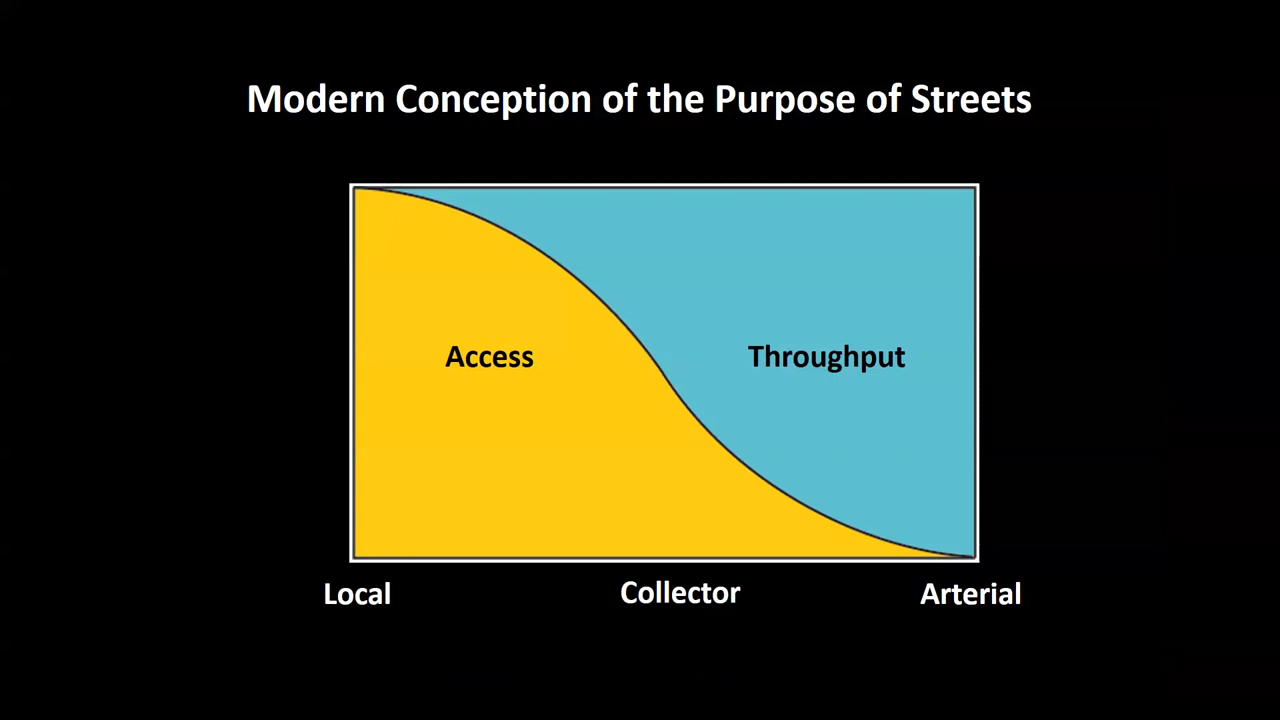 Modern Conception of the Purpose of Streets
Access
Throughput
Local
Collector
Arterial